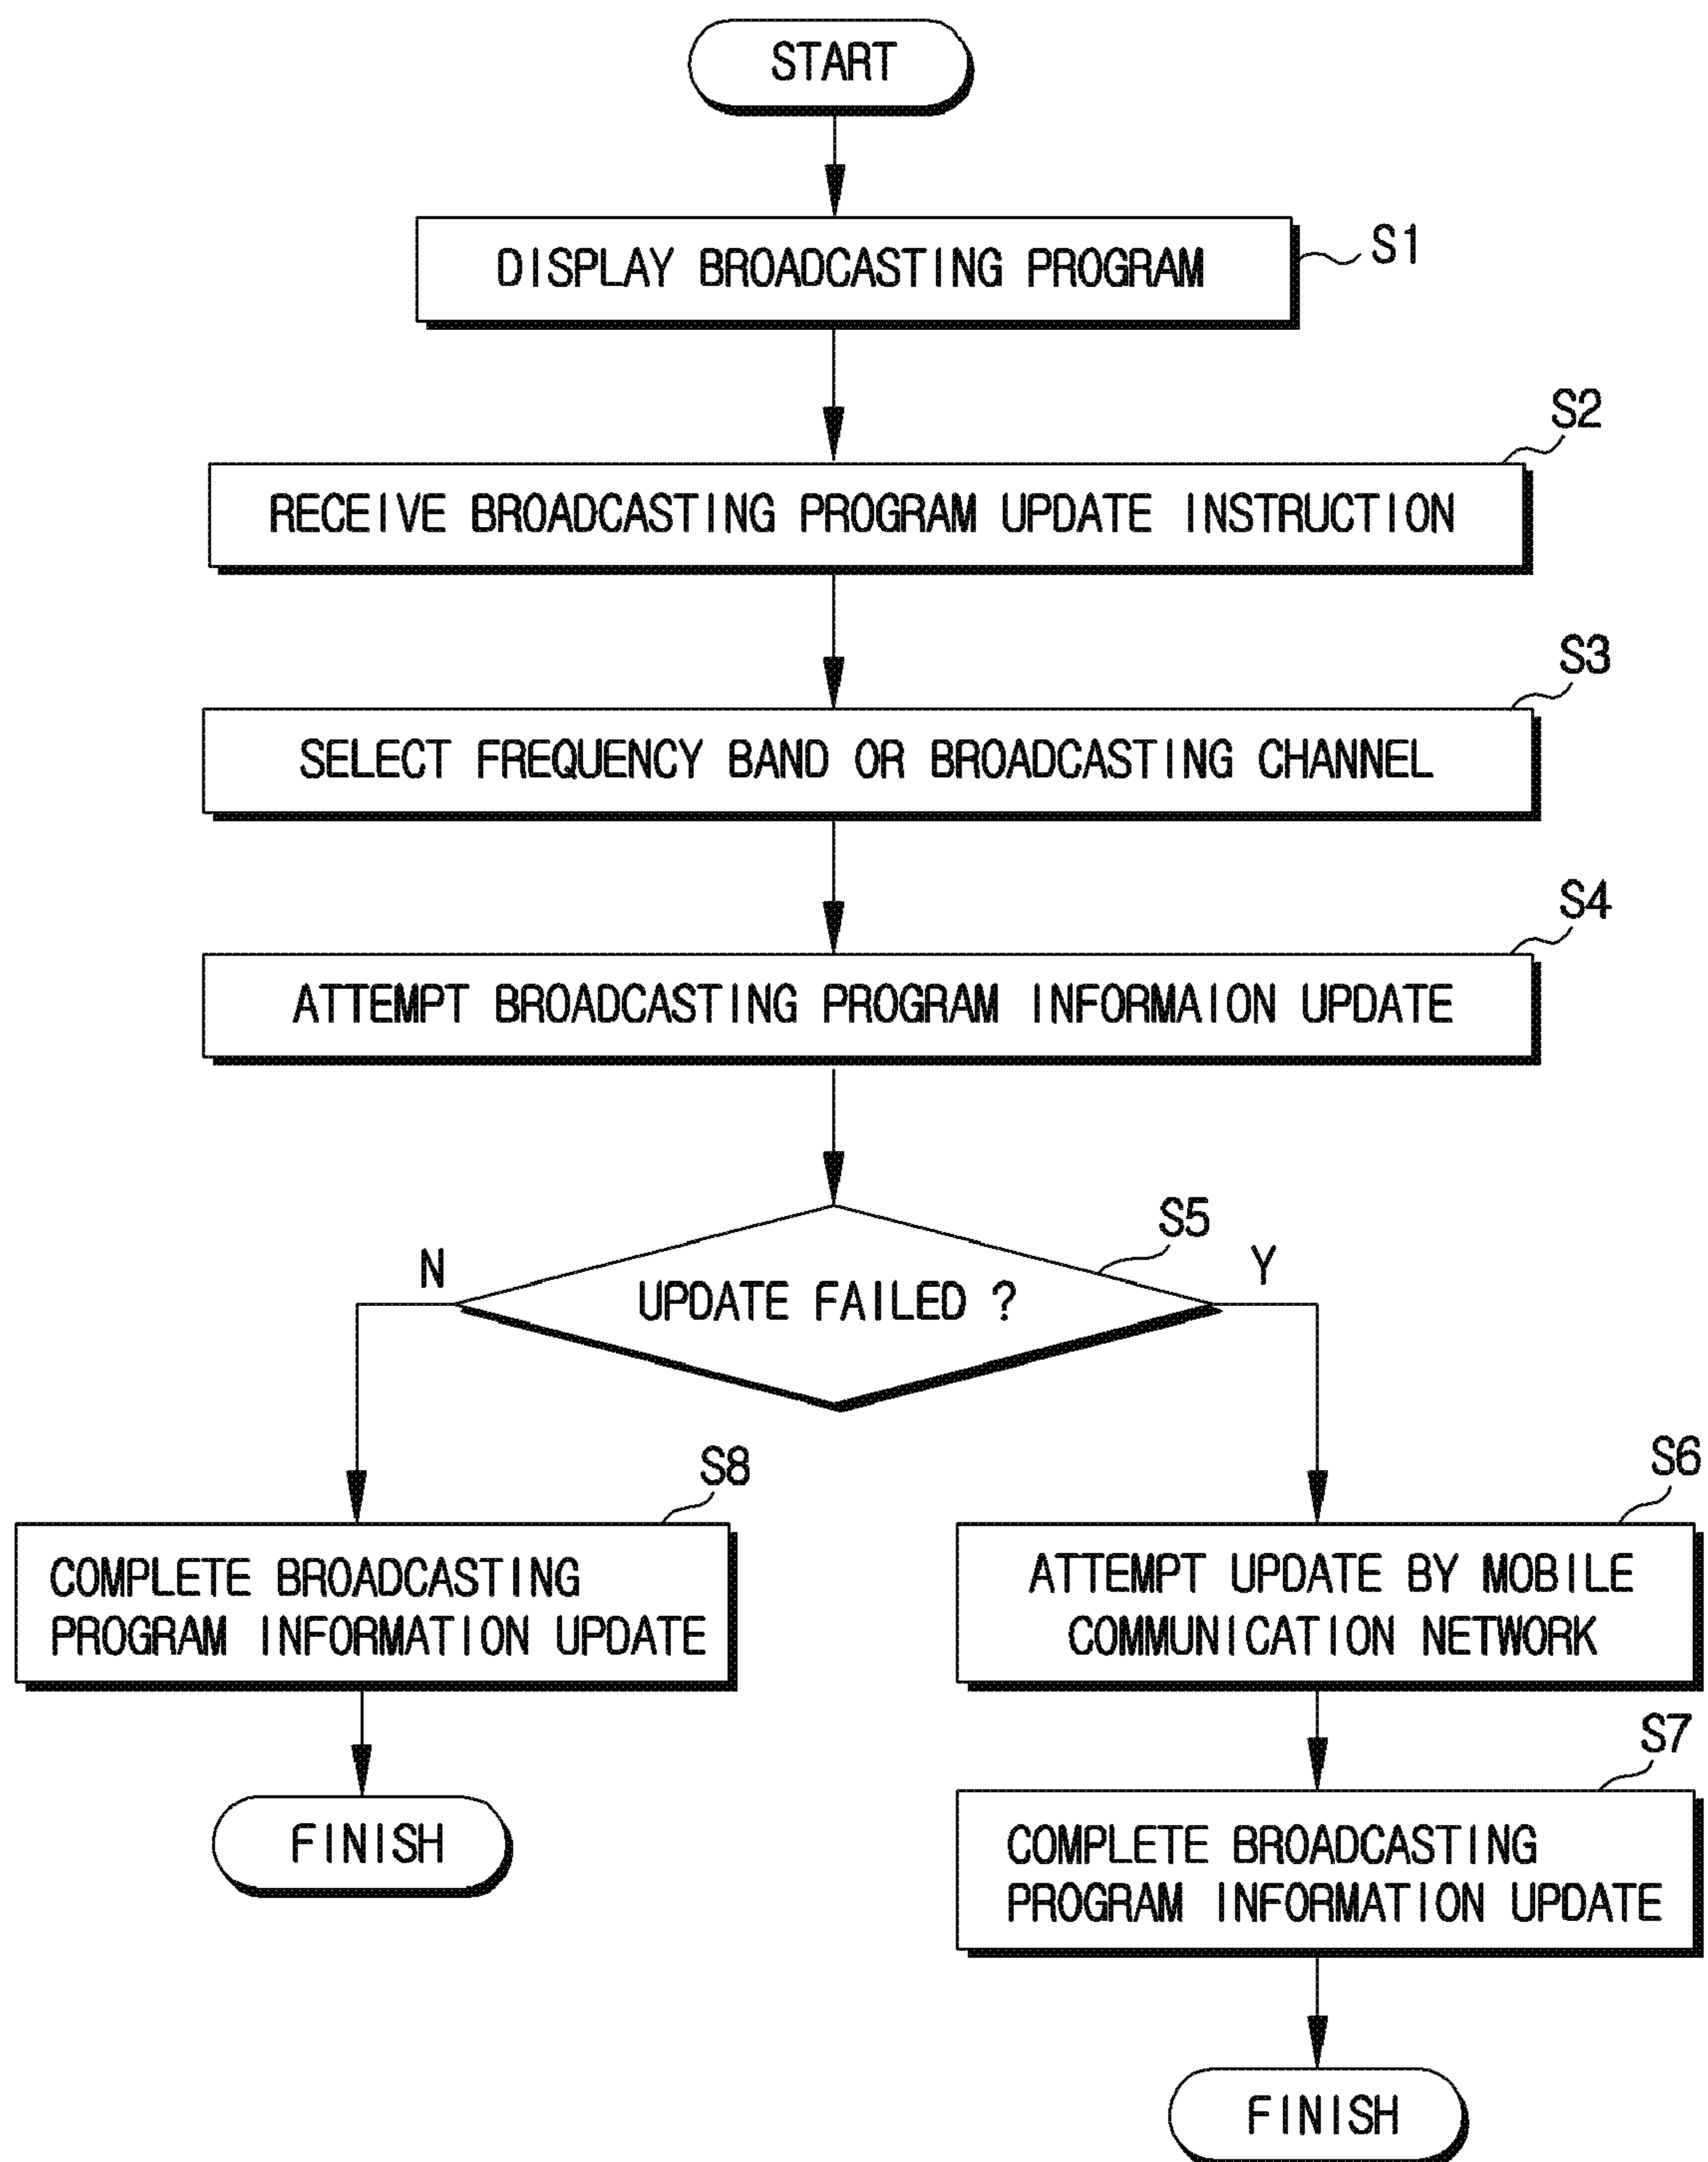 START
DISPLAY BROADCASTING PROGRAM
S1
S2
RECEIVE BROADCASTING PROGRAM UPDATE INSTRUCTION
S3
SELECT FREQUENCY BAND OR BROADCASTING CHANNEL
S4
ATTEMPT BROADCASTING PROGRAM INFORMAION UPDATE
S5
N
Y
UPDATE FAILED ?
S8
COMPLETE BROADCASTING
PROGRAM INFORMATION UPDATE
FINISH
S6
ATTEMPT UPDATE BY MOBILE
COMMUNICATION NETWORK
S7
COMPLETE BROADCASTING
PROGRAM INFORMATION UPDATE
FINISH